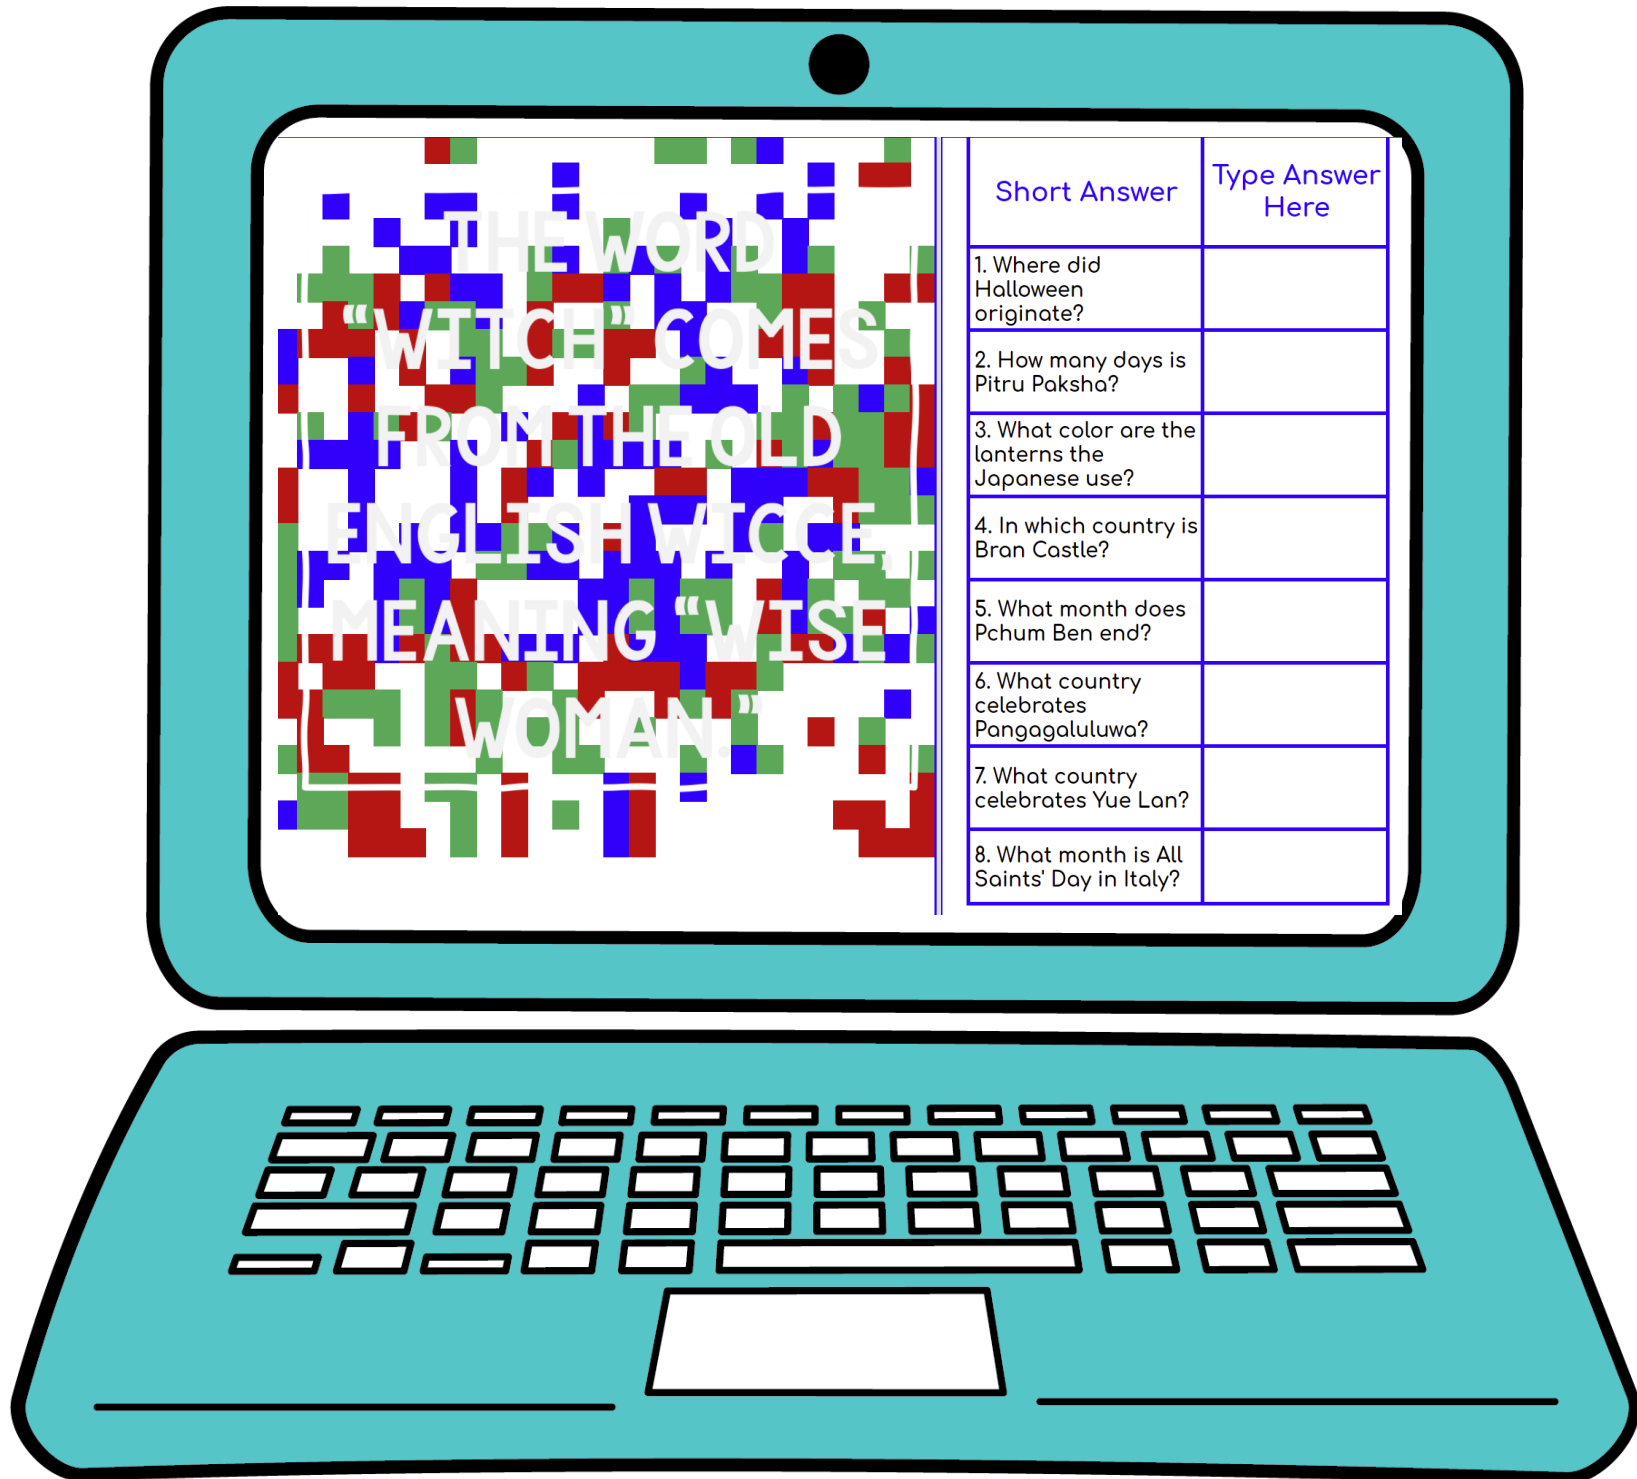 THE WORD
“WITCH” COMES
FROM THE OLD
ENGLISH WICCE,
MEANING “WISE
WOMAN.”
Short Answer
Type Answer
Here
1. Where did
Halloween
originate?
2. How many days is
Pitru Paksha?
3. What color are the
lanterns the
Japanese use?
4. In which country is
Bran Castle?
5. What month does
Pchum Ben end?
6. What country
celebrates
Pangagaluluwa?
7. What country
celebrates Yue Lan?
8. What month is All
Saints' Day in Italy?